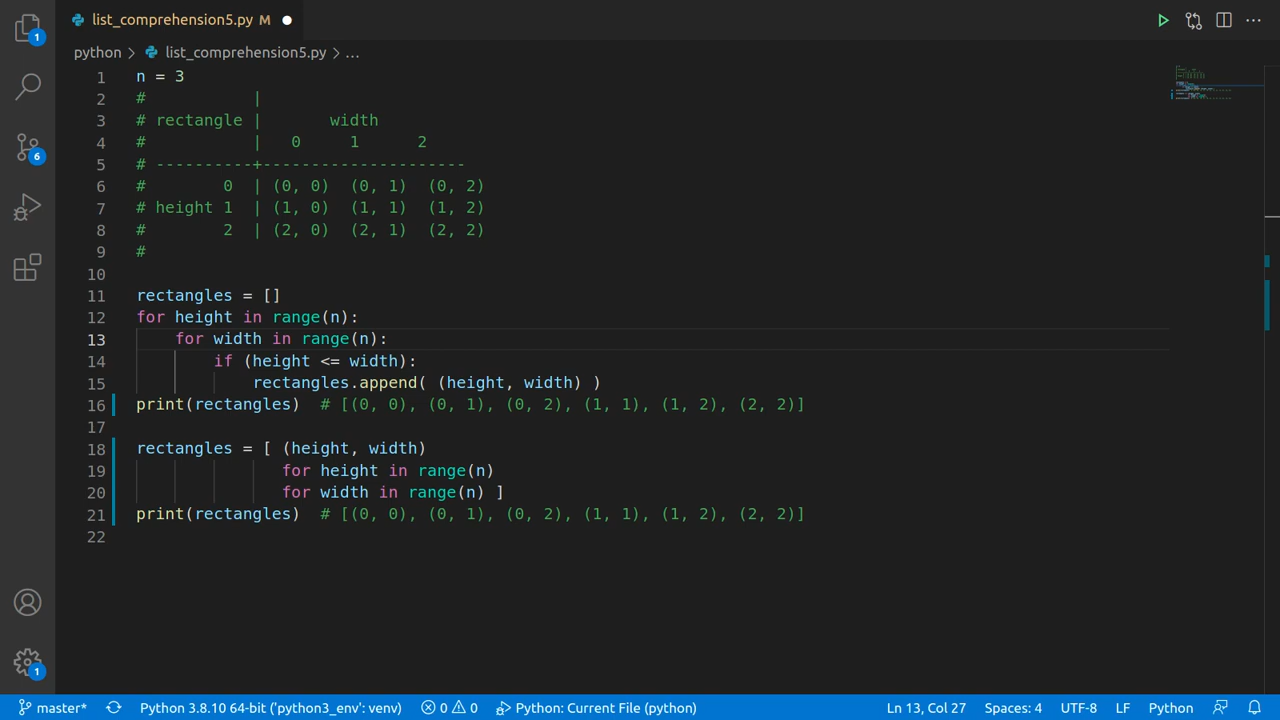 list_comprehension5.py M
python > list_comprehension5.py > ...
1 n = 3
2 #           |
3 # rectangle |       width
4 #           |   0     1      2
5 # ----------+---------------------
6 #        0  | (0, 0)  (0, 1)  (0, 2)
7 # height 1  | (1, 0)  (1, 1)  (1, 2)
8 #        2  | (2, 0)  (2, 1)  (2, 2)
9 #
10
11 rectangles = []
12 for height in range(n):
13     for width in range(n):
14         if (height <= width):
15             rectangles.append( (height, width) )
16 print(rectangles)  # [(0, 0), (0, 1), (0, 2), (1, 1), (1, 2), (2, 2)]
17
18 rectangles = [ (height, width)
19                for height in range(n)
20                for width in range(n) ]
21 print(rectangles)  # [(0, 0), (0, 1), (0, 2), (1, 1), (1, 2), (2, 2)]
22
1
6
1
master* Python 3.8.10 64-bit ('python3_env': venv) 0 0 Python: Current File (python) Ln 13, Col 27 Spaces: 4 UTF-8 LF Python